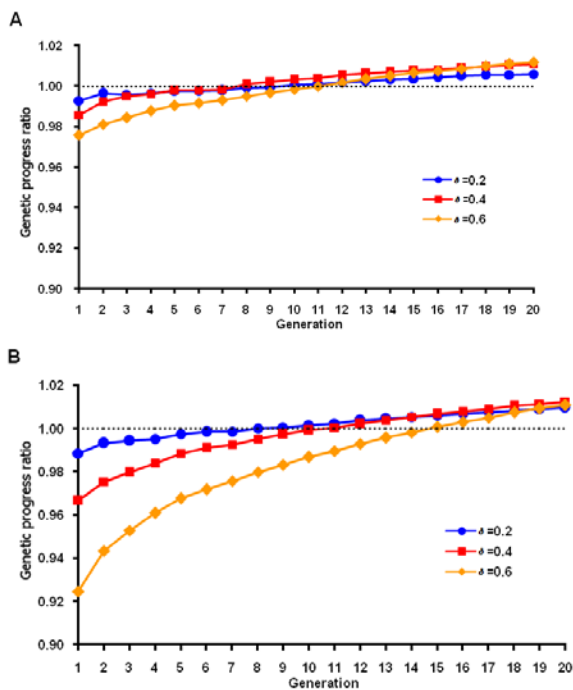 A
Genetic progress ratio
1.02
1.00
0.98
0.96
0.94
0.92
0.90
𝒔=0.2
𝒔=0.4
𝒔=0.6
1 2 3 4 5 6 7 8 9 10 11 12 13 14 15 16 17 18 19 20
Generation
B
Genetic progress ratio
1.02
1.00
0.98
0.96
0.94
0.92
0.90
𝒔=0.2
𝒔=0.4
𝒔=0.6
1 2 3 4 5 6 7 8 9 10 11 12 13 14 15 16 17 18 19 20
Generation